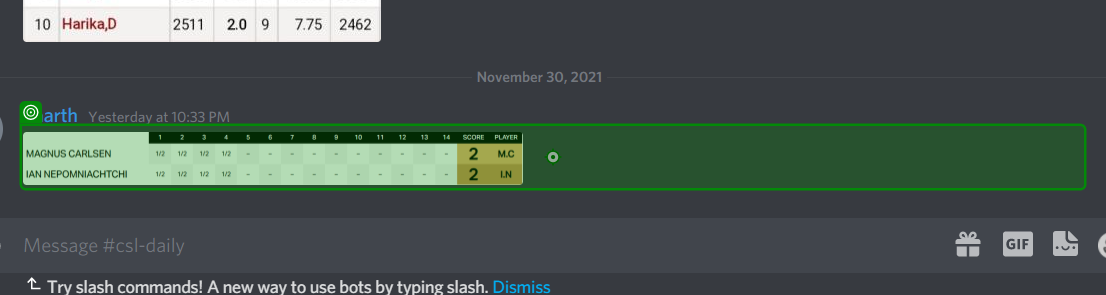 10 Harika,D 2511 2.0 9 7.75 2462
November 30, 2021
arth Yesterday at 10:33 PM
1 2 3 4 5 6 7 8 9 10 11 12 13 14 SCORE PLAYER
MAGNUS CARLSEN 1/2 1/2 1/2 1/2 - - - - - - - - - - 2 M.C
IAN NEPOMNIACHTCHI 1/2 1/2 1/2 1/2 - - - - - - - - - - 2 I.N
Message #csl-daily
GIF
Try slash commands! A new way to use bots by typing slash. Dismiss